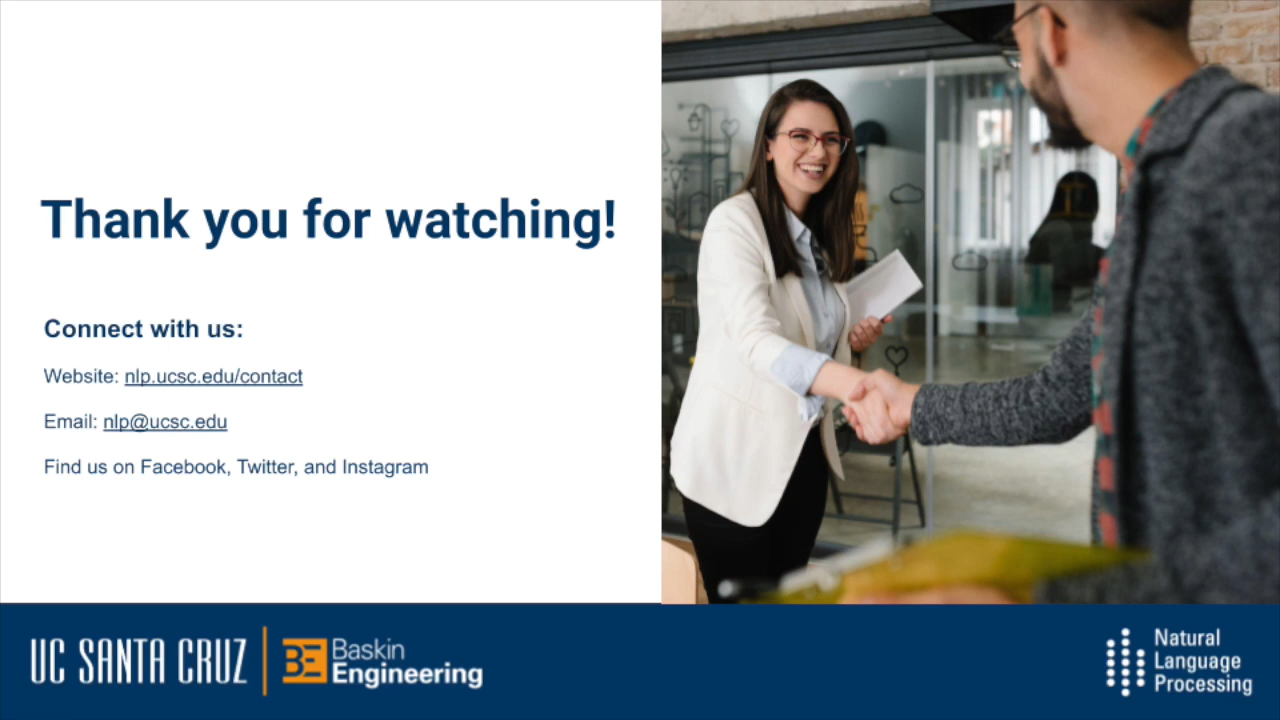 Thank you for watching!
Connect with us:
Website: nlp.ucsc.edu/contact
Email: nlp@ucsc.edu
Find us on Facebook, Twitter, and Instagram
UC SANTA CRUZ
BE Baskin
Engineering
Natural
Language
Processing